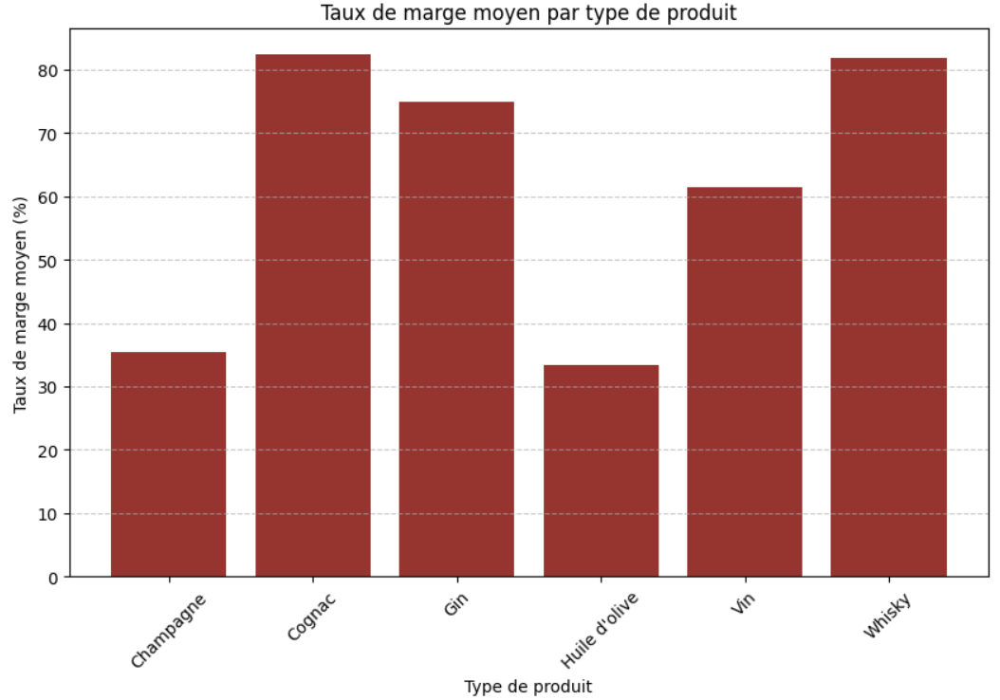 Taux de marge moyen par type de produit
Taux de marge moyen (%)
80
70
60
50
40
30
20
10
0
Champagne
Cognac
Gin
Huile d'olive
Vin
Whisky
Type de produit